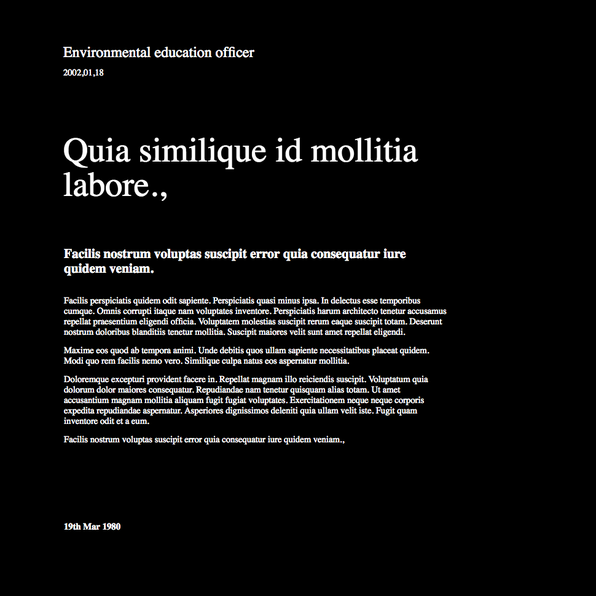 Environmental education officer
2002,01,18
Quia similique id mollitia
labore.,
Facilis nostrum voluptas suscipit error quia consequatur iure
quidem veniam.
Facilis perspiciatis quidem odit sapiente. Perspiciatis quasi minus ipsa. In delectus esse temporibus
cumque. Omnis corrupti itaque nam voluptates inventore. Perspiciatis harum architecto tenetur accusamus
repellat praesentium eligendi officia. Voluptatem molestias suscipit rerum eaque suscipit totam. Deserunt
nostrum doloribus blanditiis tenetur mollitia. Suscipit maiores velit sunt amet repellat eligendi.
Maxime eos quod ab tempora animi. Unde debitis quos ullam sapiente necessitatibus placeat quidem.
Modi quo rem facilis nemo vero. Similique culpa natus eos aspernatur mollitia.
Doloremque excepturi provident facere in. Repellat magnam illo reiciendis suscipit. Voluptatum quia
dolorum dolor maiores consequatur. Repudiandae nam tenetur quisquam alias totam. Ut amet
accusantium magnam mollitia aliquam fugit fugiat voluptates. Exercitationem neque neque corporis
expedita repudiandae aspernatur. Asperiores dignissimos deleniti quia ullam velit iste. Fugit quam
inventore odit et a eum.
Facilis nostrum voluptas suscipit error quia consequatur iure quidem veniam.,
19th Mar 1980